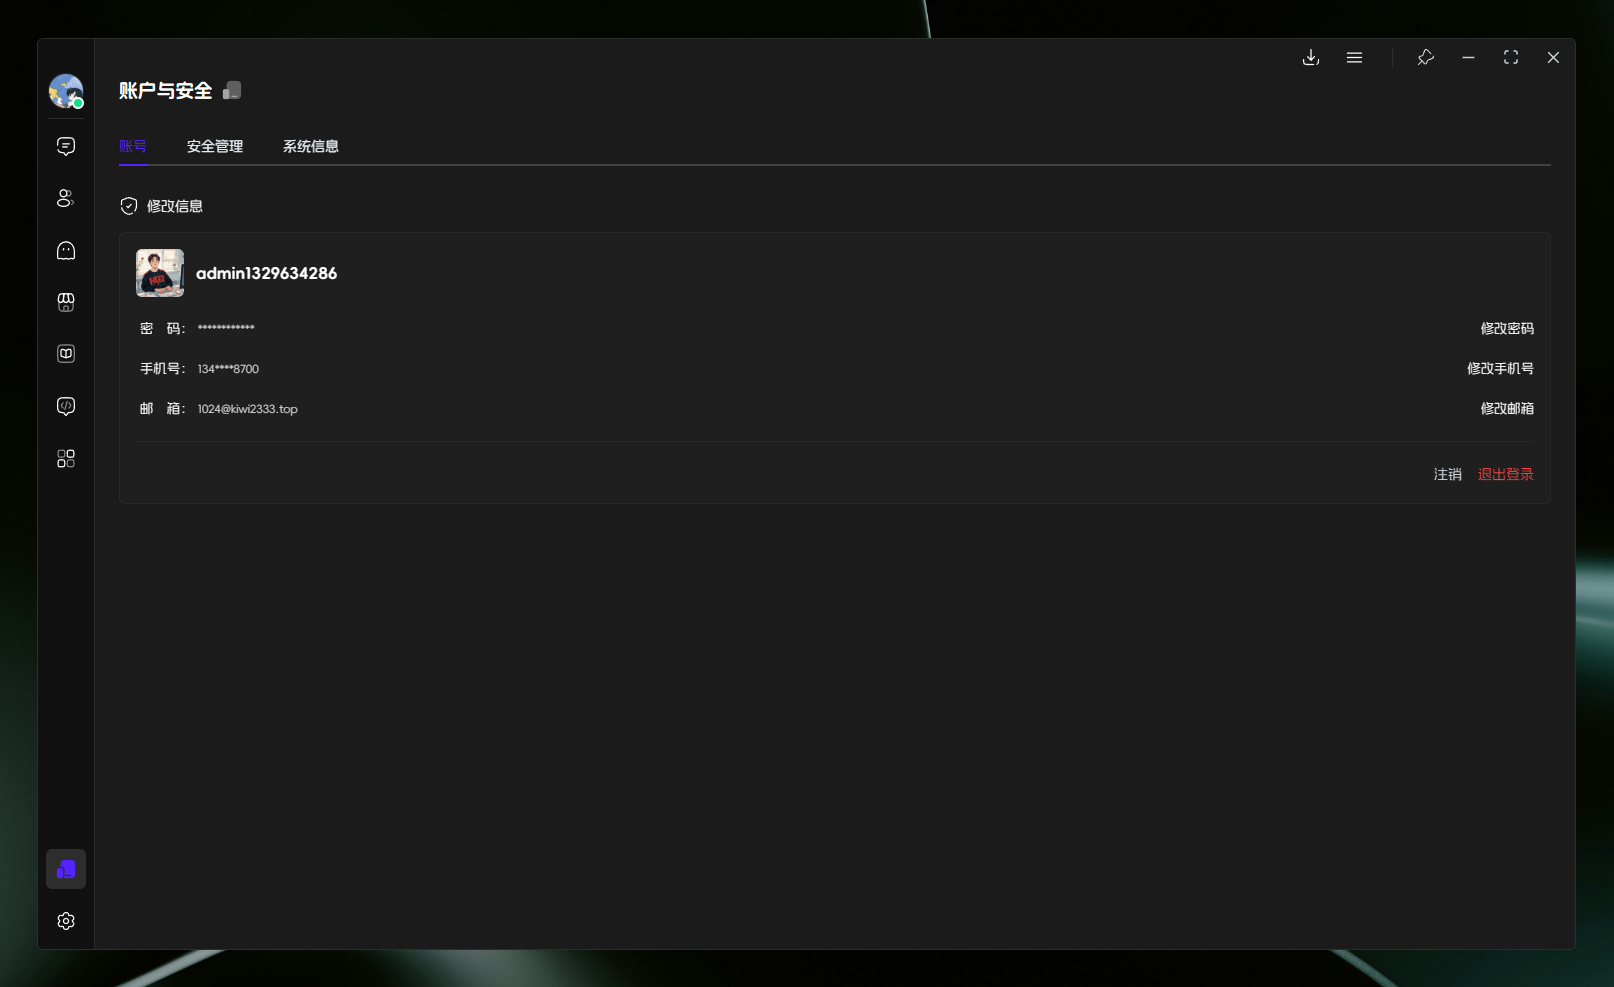 账户与安全
账号 安全管理 系统信息
修改信息
admin1329634286
密 码： ************ 修改密码
手机号： 134****8700 修改手机号
邮 箱： 1024@kiwi2333.top 修改邮箱
注销 退出登录